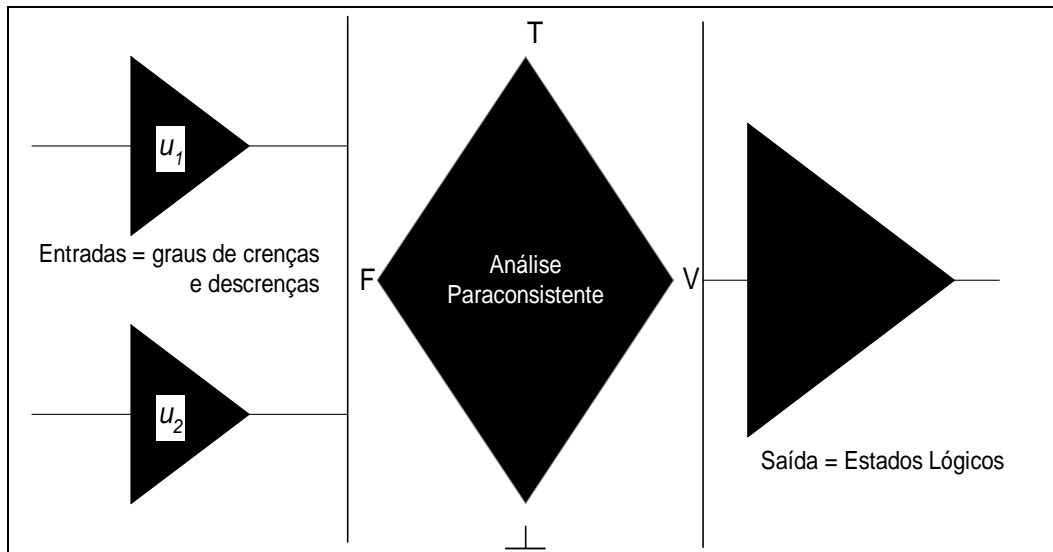 T
u1
Entradas = graus de crenças
e descrenças
F
Análise
Paraconsistente
V
u2
Saída = Estados Lógicos
⊥